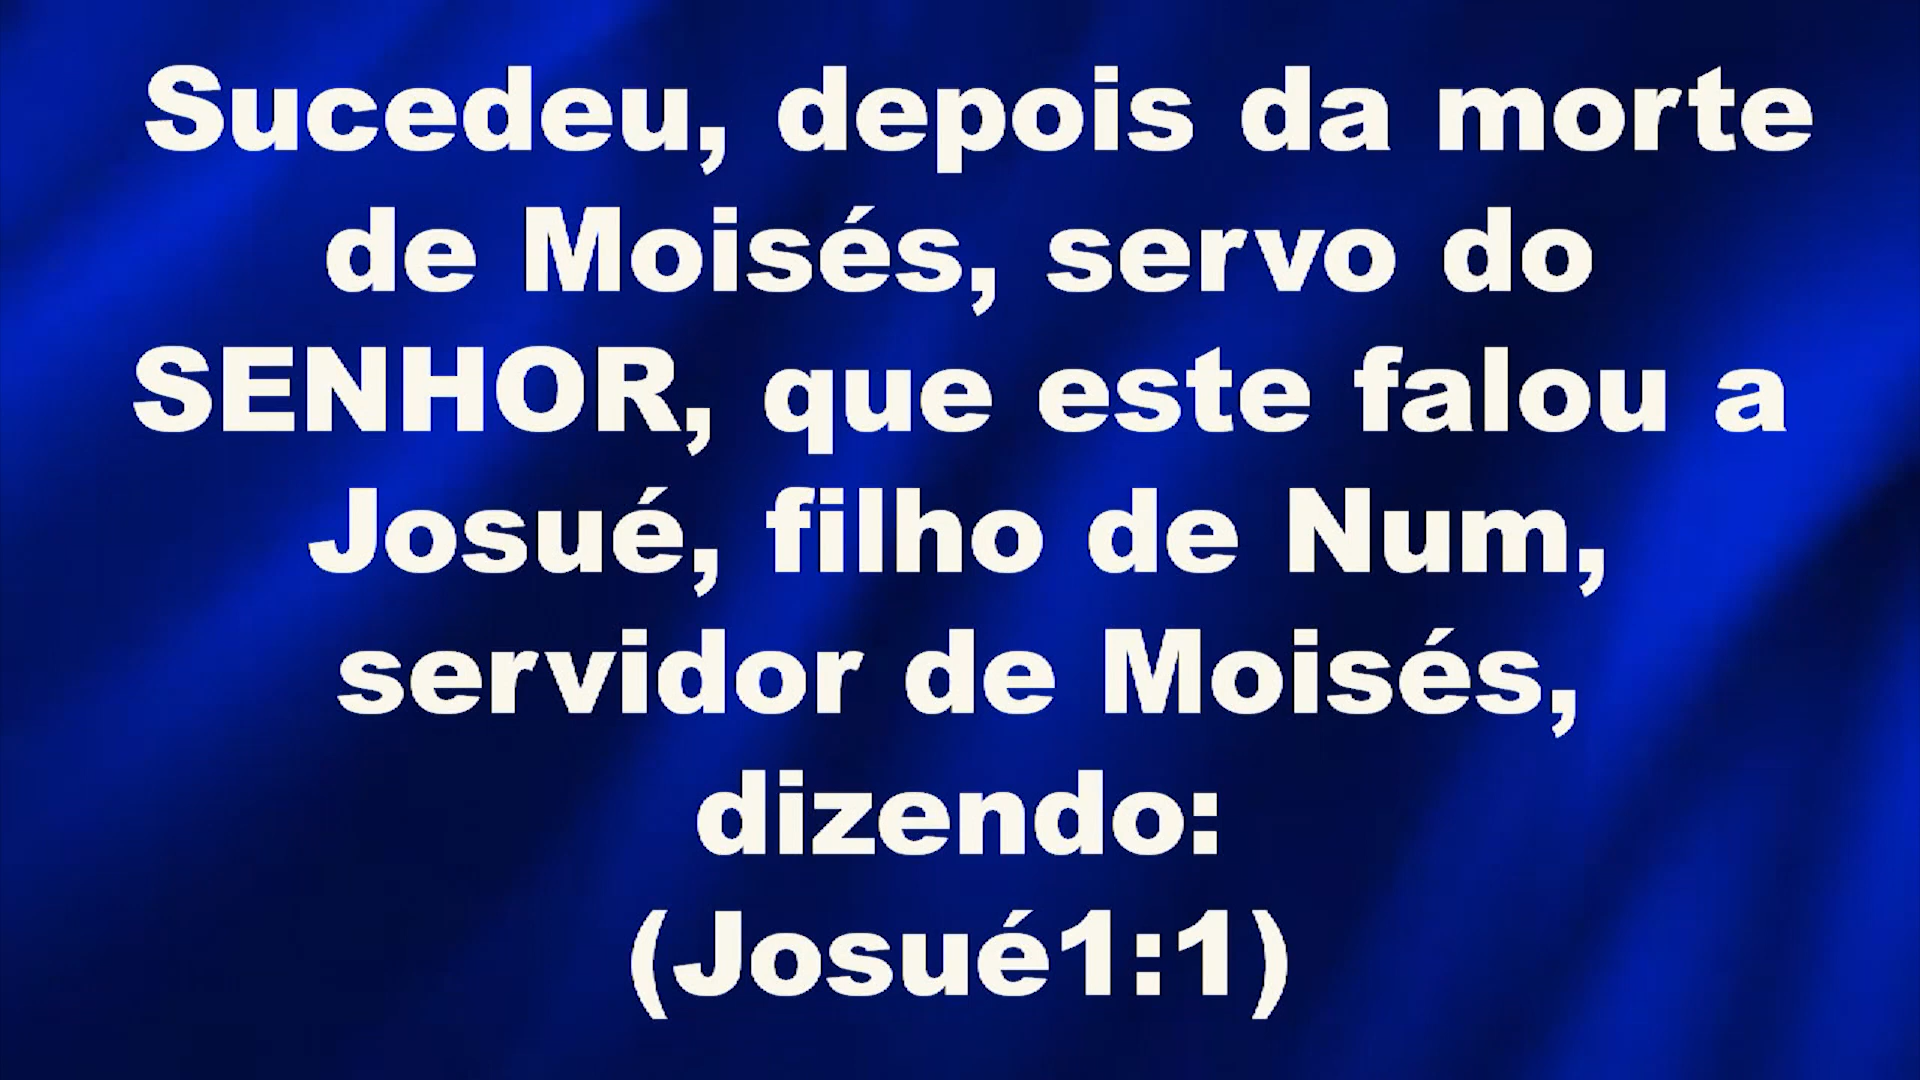 Sucedeu, depois da morte
de Moisés, servo do
SENHOR, que este falou a
Josué, filho de Num,
servidor de Moisés,
dizendo:
(Josué1:1)